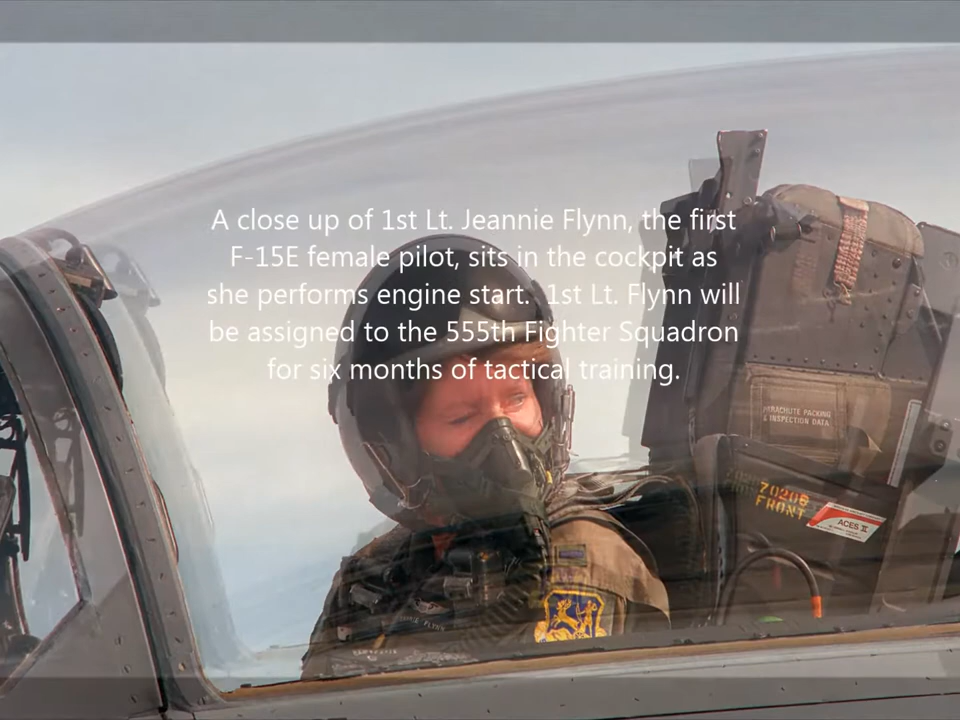 A close up of 1st Lt. Jeannie Flynn, the first
F-15E female pilot, sits in the cockpit as
she performs engine start.  1st Lt. Flynn will
be assigned to the 555th Fighter Squadron
for six months of tactical training.
PARACHUTE PACKING
& INSPECTION DATA
70206
FRONT
ACES II
FLYNN